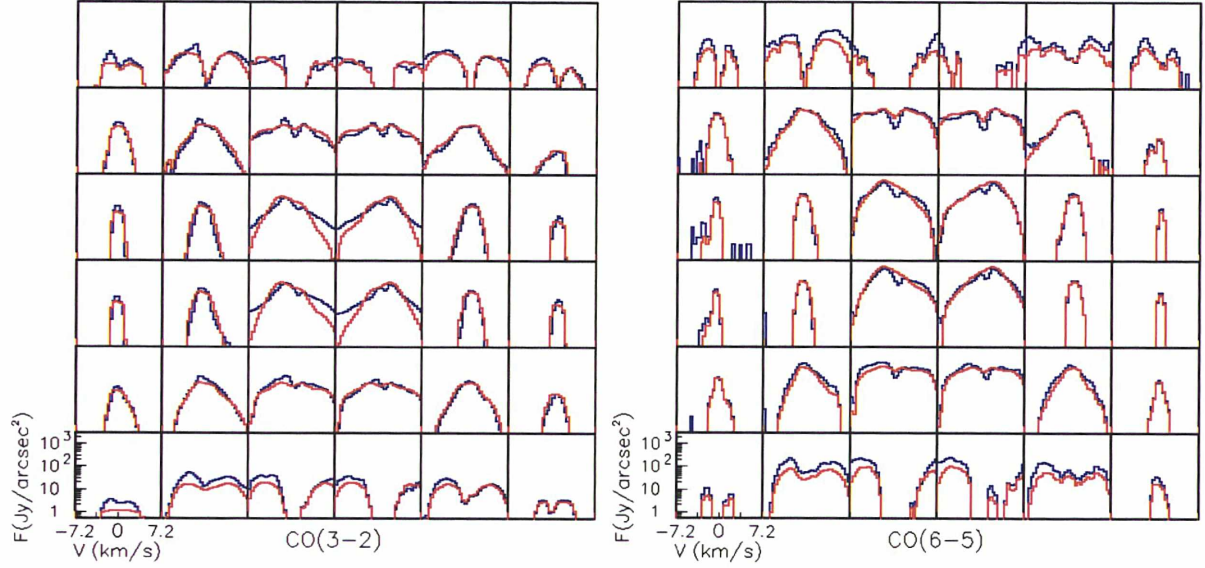 F(Jy/arcsec²)
10³
10²
10
1
-7.2 0 7.2
V (km/s)
CO(3-2)
F(Jy/arcsec²)
10³
10²
10
1
-7.2 0 7.2
V (km/s)
CO(6-5)